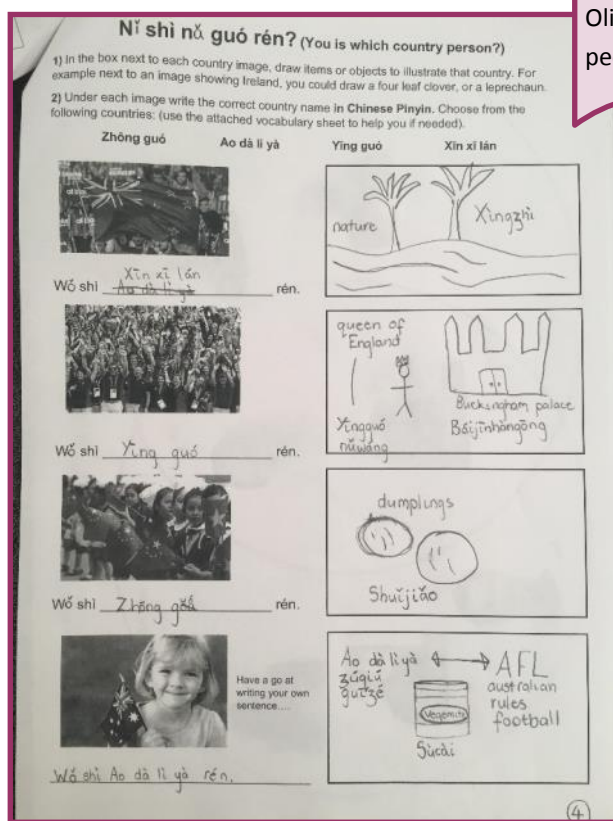 Oli
pe
Nǐ shì nǎ guó rén? (You is which country person?)
1) In the box next to each country image, draw items or objects to illustrate that country. For
example next to an image showing Ireland, you could draw a four leaf clover, or a leprechaun.
2) Under each image write the correct country name in Chinese Pinyin. Choose from the
following countries: (use the attached vocabulary sheet to help you if needed).
Zhōng guó Ao dà li yà Ying guó Xīn xī lán
nature Xìngzhì
Xīn xī lán
Wǒ shì Ao dà lì yà rén.
queen of
England
Buckingham palace
Yīngguó Báijīnhàngōng
nǚwáng
Wǒ shì Yīng guó rén.
dumplings
Shuǐjiǎo
Wǒ shì Zhōng guó rén.
Have a go at
writing your own
sentence....
Ao dà lì yà AFL
zúqiú australian
guīzé rules
football
Vegemite
Sùcài
Wǒ shì Ao dà lì yà rén.
4